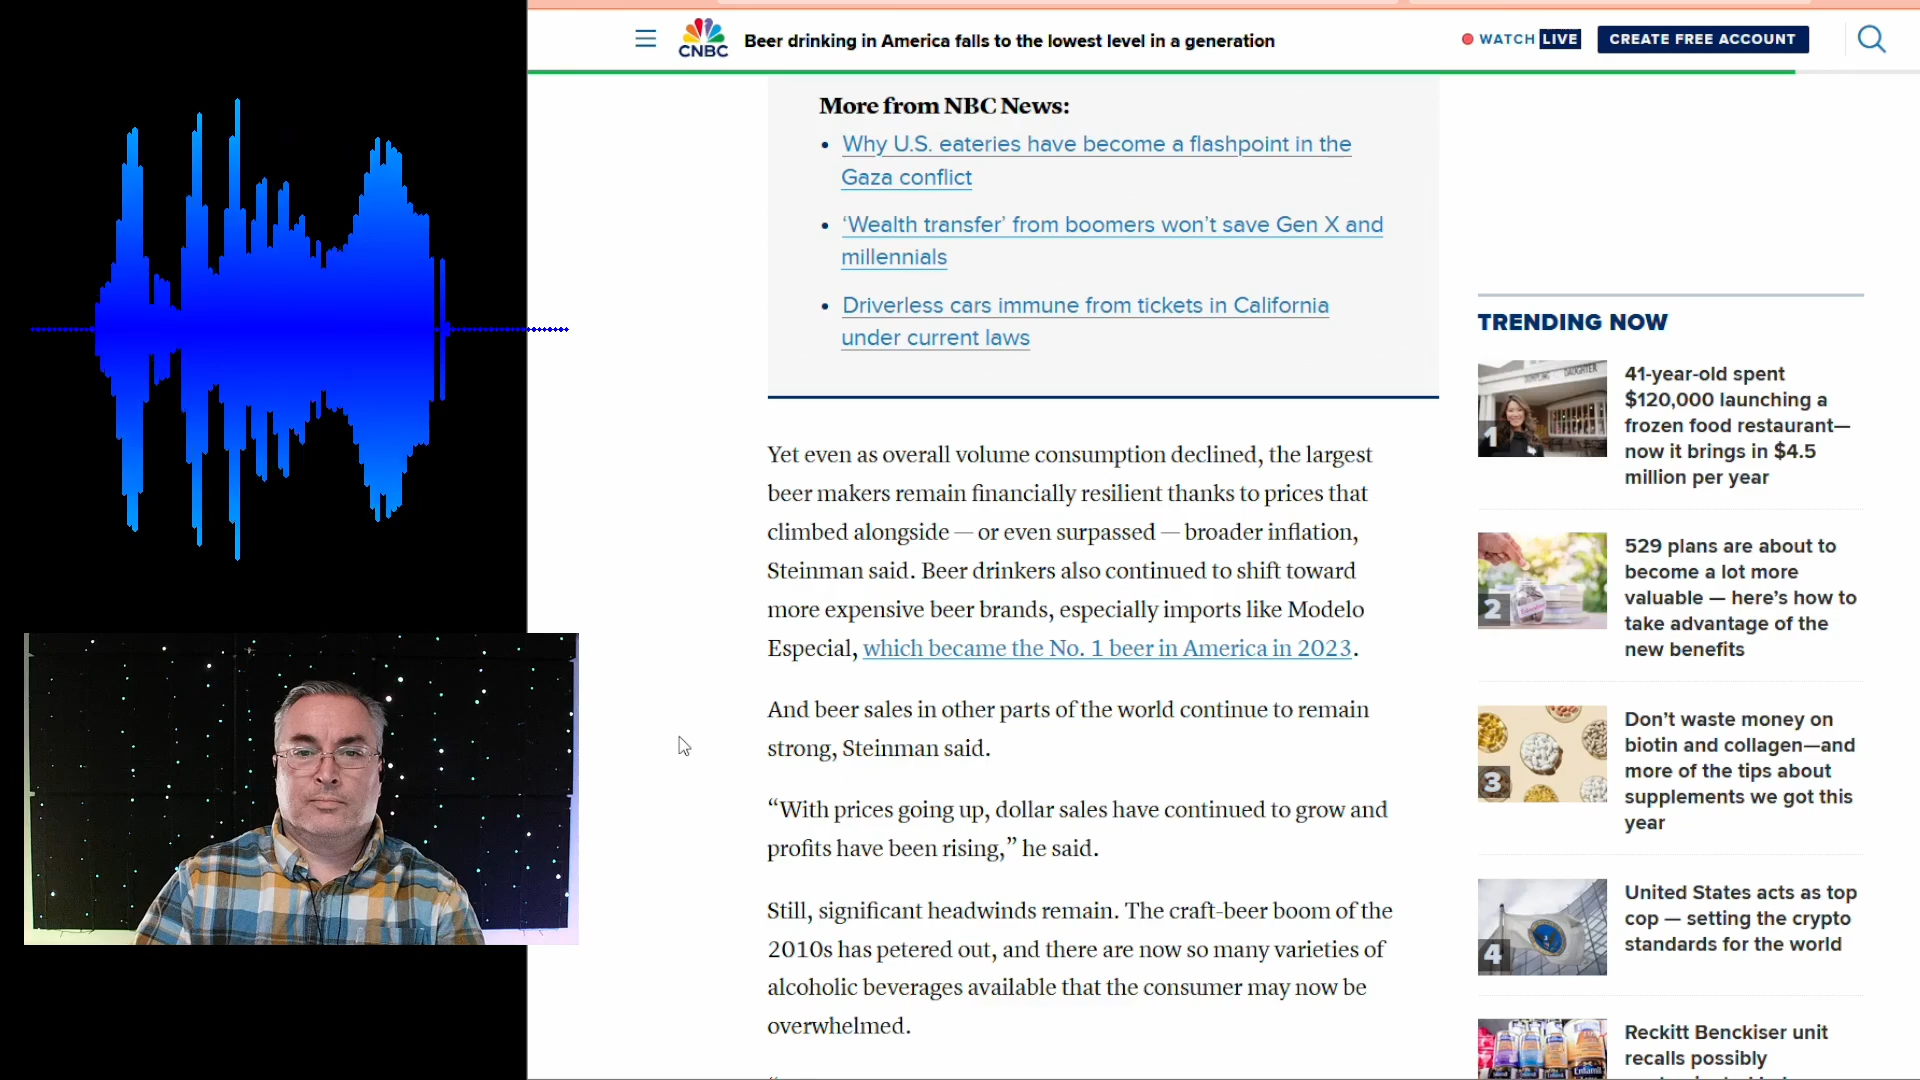 CNBC
Beer drinking in America falls to the lowest level in a generation
WATCH LIVE
CREATE FREE ACCOUNT
More from NBC News:
Why U.S. eateries have become a flashpoint in the
Gaza conflict
‘Wealth transfer’ from boomers won’t save Gen X and
millennials
Driverless cars immune from tickets in California
under current laws
Yet even as overall volume consumption declined, the largest
beer makers remain financially resilient thanks to prices that
climbed alongside — or even surpassed — broader inflation,
Steinman said. Beer drinkers also continued to shift toward
more expensive beer brands, especially imports like Modelo
Especial, which became the No. 1 beer in America in 2023.
And beer sales in other parts of the world continue to remain
strong, Steinman said.
“With prices going up, dollar sales have continued to grow and
profits have been rising,” he said.
Still, significant headwinds remain. The craft-beer boom of the
2010s has petered out, and there are now so many varieties of
alcoholic beverages available that the consumer may now be
overwhelmed.
TRENDING NOW
1
41-year-old spent
$120,000 launching a
frozen food restaurant—
now it brings in $4.5
million per year
2
529 plans are about to
become a lot more
valuable — here’s how to
take advantage of the
new benefits
3
Don’t waste money on
biotin and collagen—and
more of the tips about
supplements we got this
year
4
United States acts as top
cop — setting the crypto
standards for the world
Reckitt Benckiser unit
recalls possibly